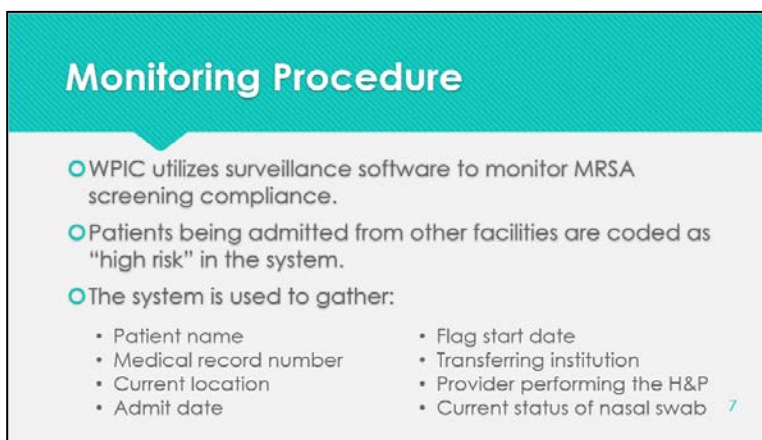 Monitoring Procedure
WPIC utilizes surveillance software to monitor MRSA
screening compliance.
Patients being admitted from other facilities are coded as
“high risk” in the system.
The system is used to gather:
• Patient name
• Medical record number
• Current location
• Admit date
• Flag start date
• Transferring institution
• Provider performing the H&P
• Current status of nasal swab
7